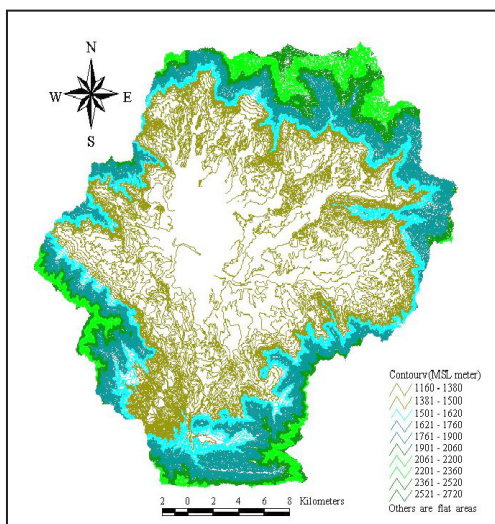 N
W E
S
Contourv(MSL meter)
1160 - 1380
1381 - 1500
1501 - 1620
1621 - 1760
1761 - 1900
1901 - 2060
2061 - 2200
2201 - 2360
2361 - 2520
2521 - 2720
Others are flat areas
2 0 2 4 6 8 Kilometers